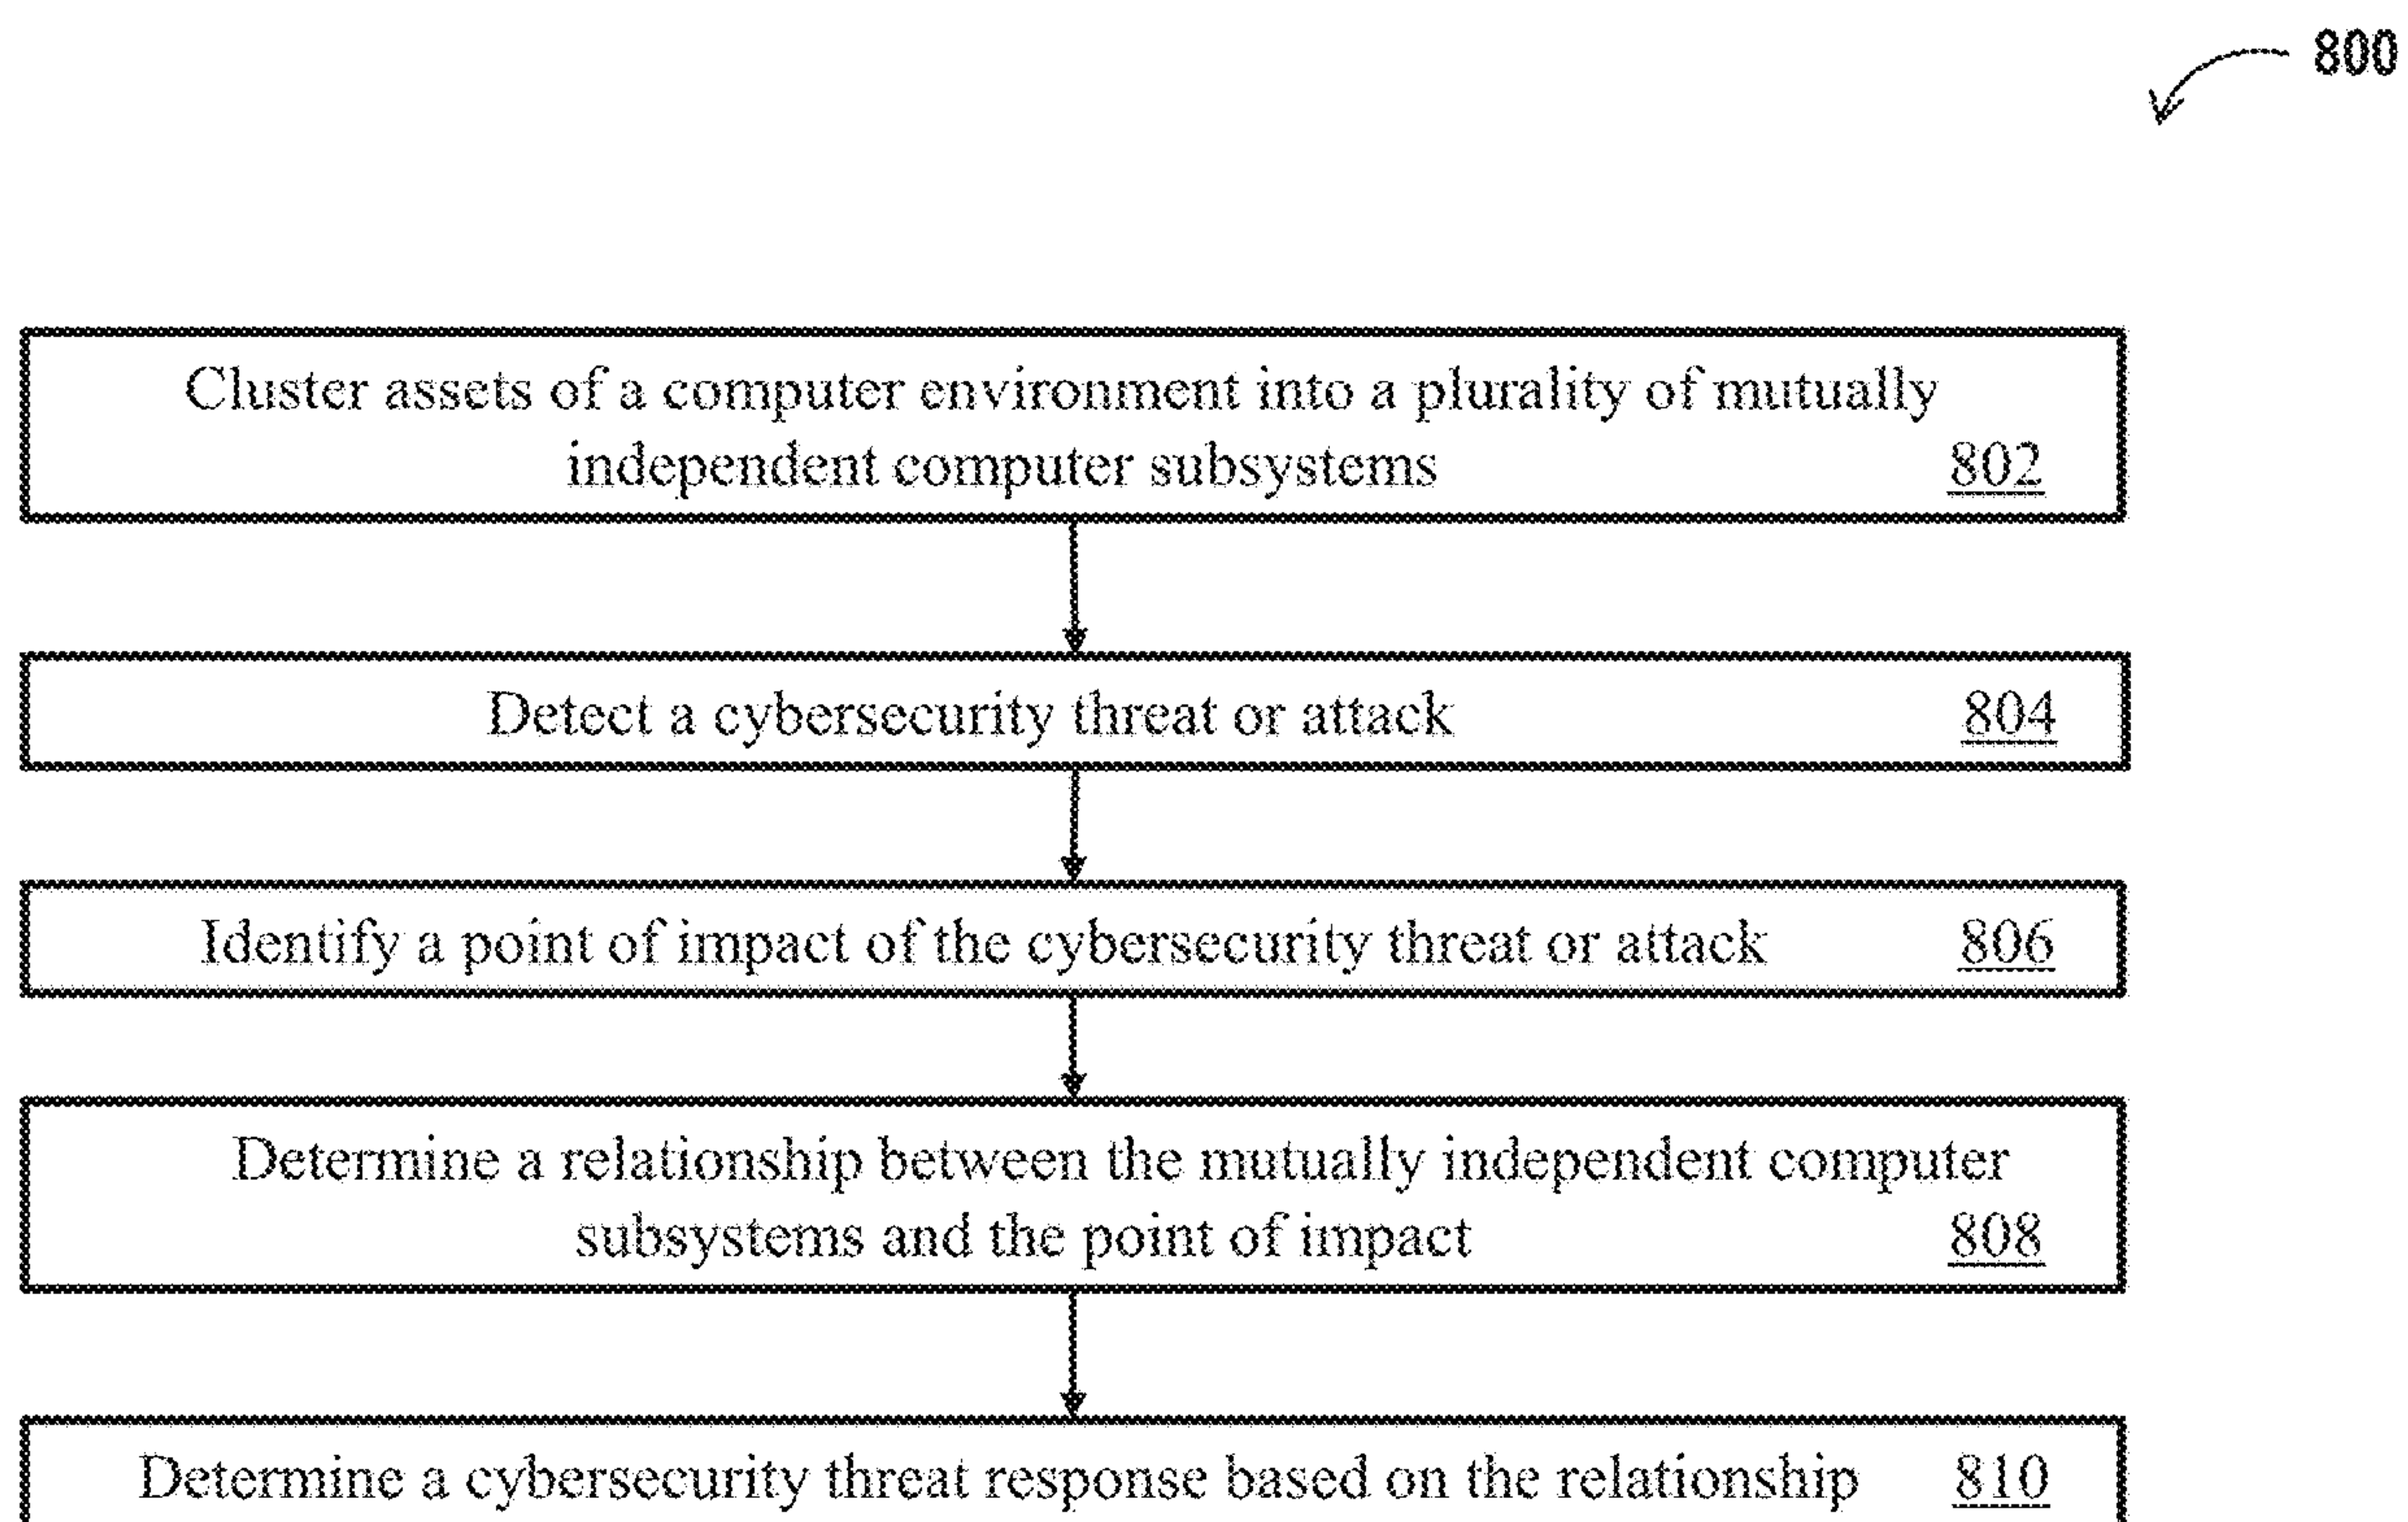 800
Cluster assets of a computer environment into a plurality of mutually
independent computer subsystems 802
Detect a cybersecurity threat or attack 804
Identify a point of impact of the cybersecurity threat or attack 806
Determine a relationship between the mutually independent computer
subsystems and the point of impact 808
Determine a cybersecurity threat response based on the relationship 810